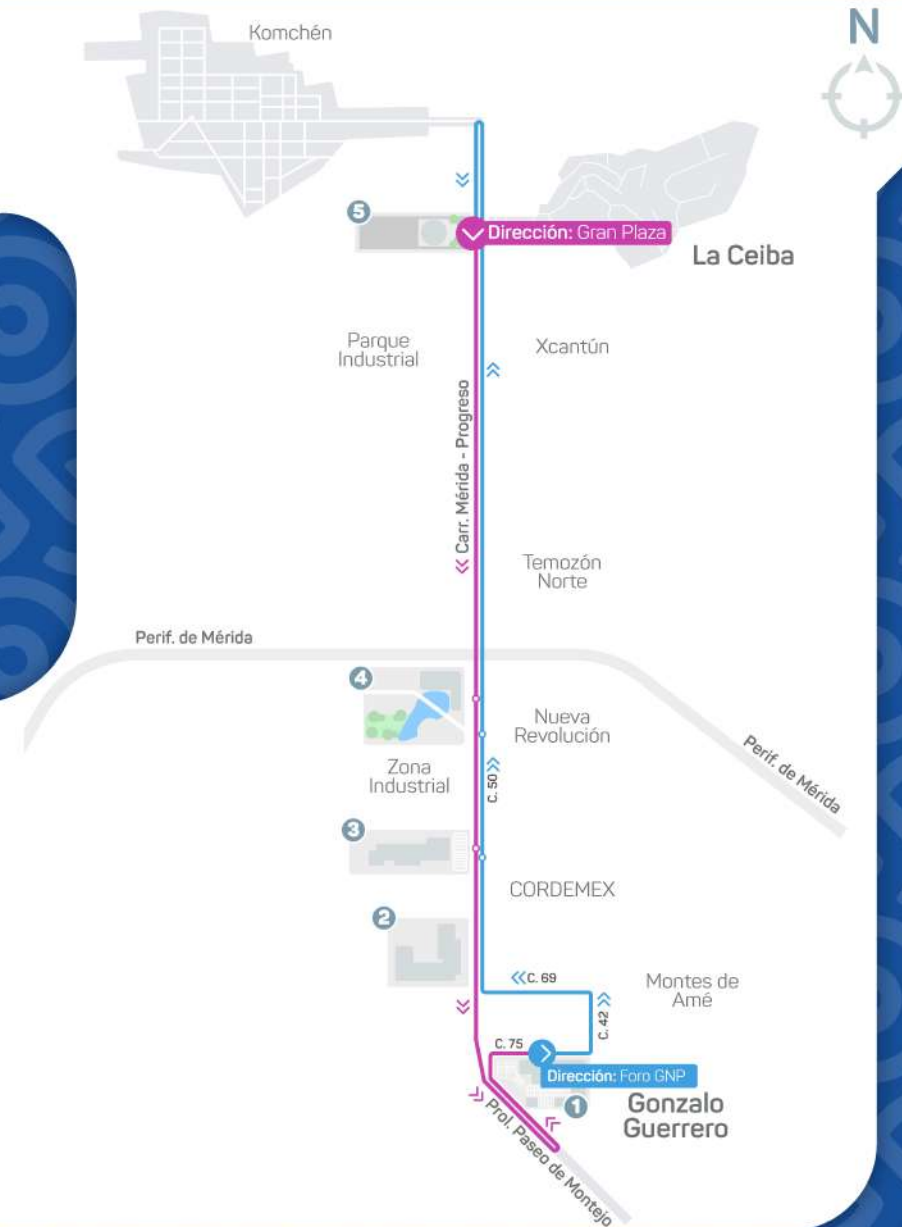 N
Komchén
5
Dirección: Gran Plaza
La Ceiba
Parque
Industrial
Xcantún
Carr. Mérida - Progreso
Temozón
Norte
Perif. de Mérida
4
Nueva
Revolución
Perif. de Mérida
Zona
Industrial
C. 50
3
CORDEMEX
2
C. 69
Montes de
Amé
C. 42
C. 75
Dirección: Foro GNP
1
Gonzalo
Guerrero
Prol. Paseo de Montejo